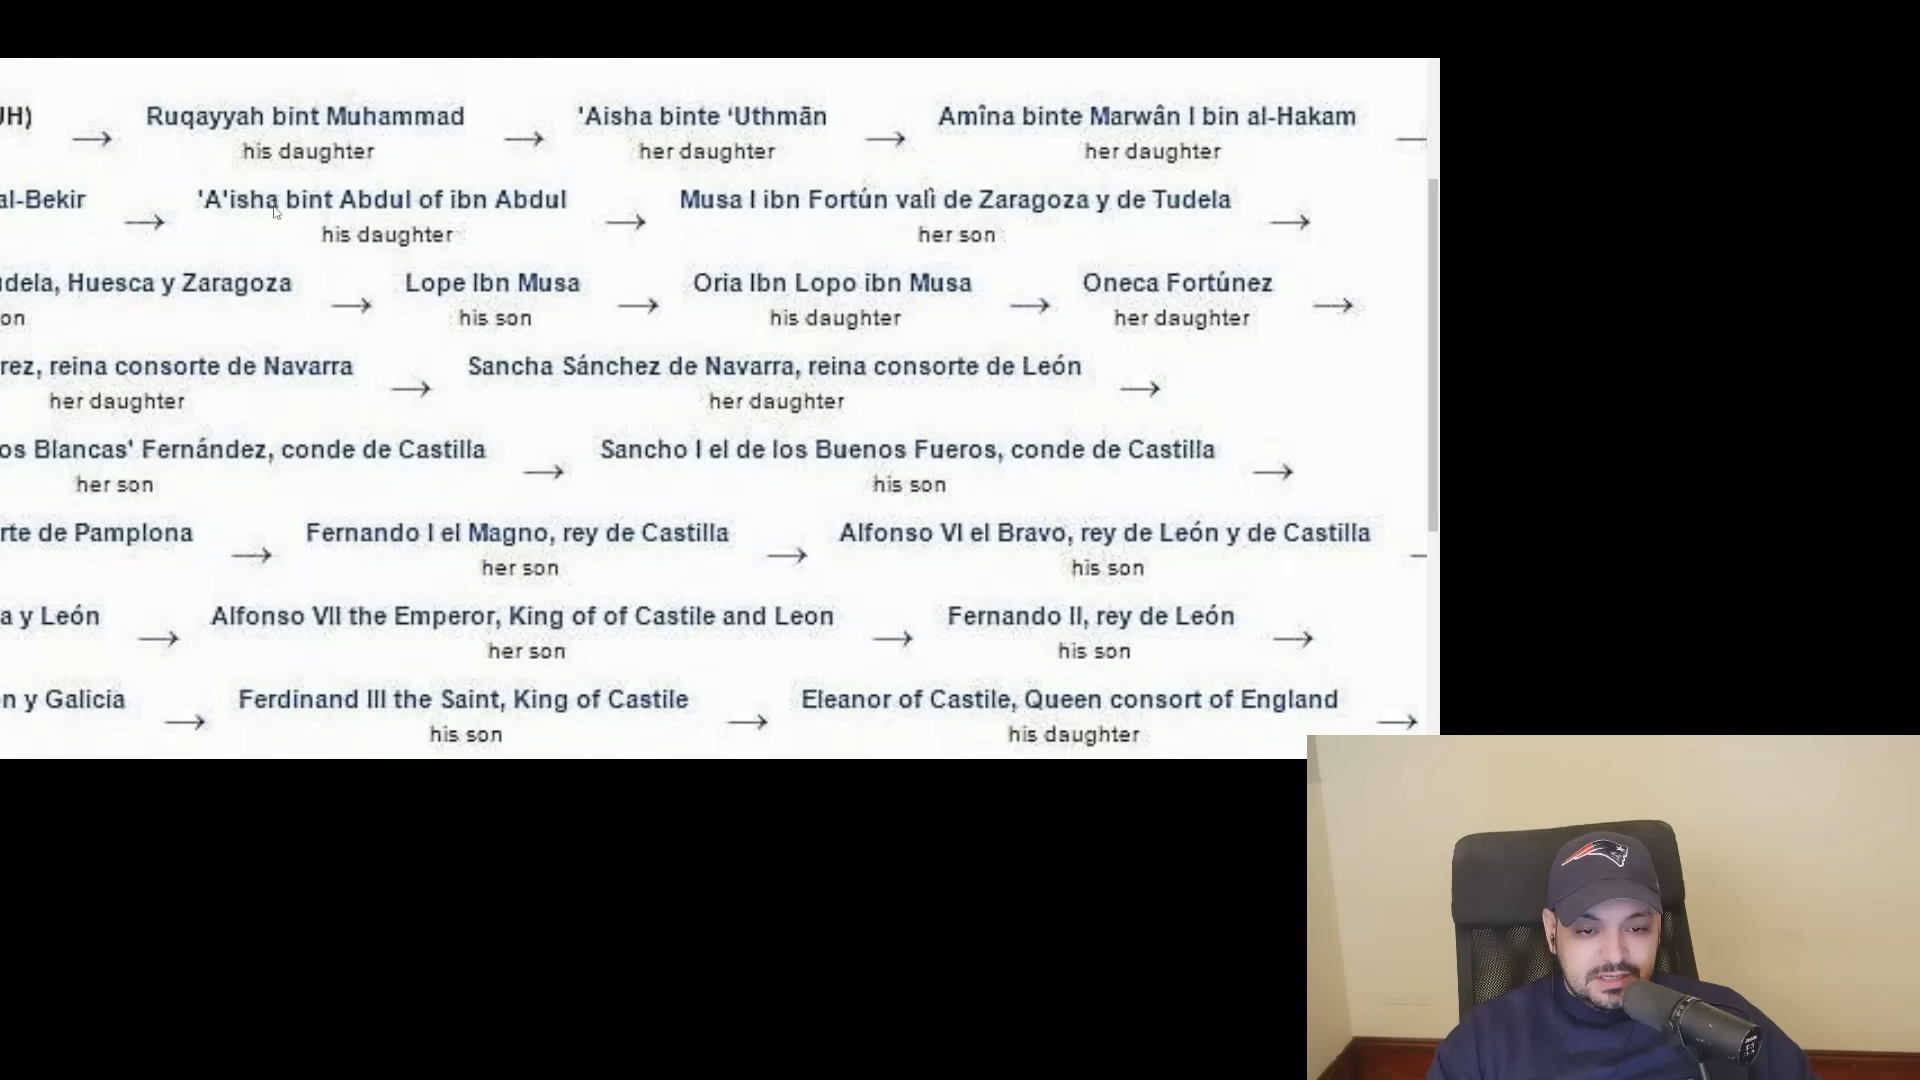 UH) → Ruqayyah bint Muhammad → 'Aisha binte ‘Uthmān → Amîna binte Marwân I bin al-Hakam
his daughter her daughter her daughter
al-Bekir → 'A'isha bint Abdul of ibn Abdul → Musa I ibn Fortún valì de Zaragoza y de Tudela →
his daughter her son
udela, Huesca y Zaragoza → Lope Ibn Musa → Oria Ibn Lopo ibn Musa → Oneca Fortúnez →
on his son his daughter her daughter
rez, reina consorte de Navarra → Sancha Sánchez de Navarra, reina consorte de León →
her daughter her daughter
os Blancas' Fernández, conde de Castilla → Sancho I el de los Buenos Fueros, conde de Castilla →
her son his son
rte de Pamplona → Fernando I el Magno, rey de Castilla → Alfonso VI el Bravo, rey de León y de Castilla
her son his son
a y León → Alfonso VII the Emperor, King of of Castile and Leon → Fernando II, rey de León →
her son his son
n y Galicia → Ferdinand III the Saint, King of Castile → Eleanor of Castile, Queen consort of England →
his son his daughter